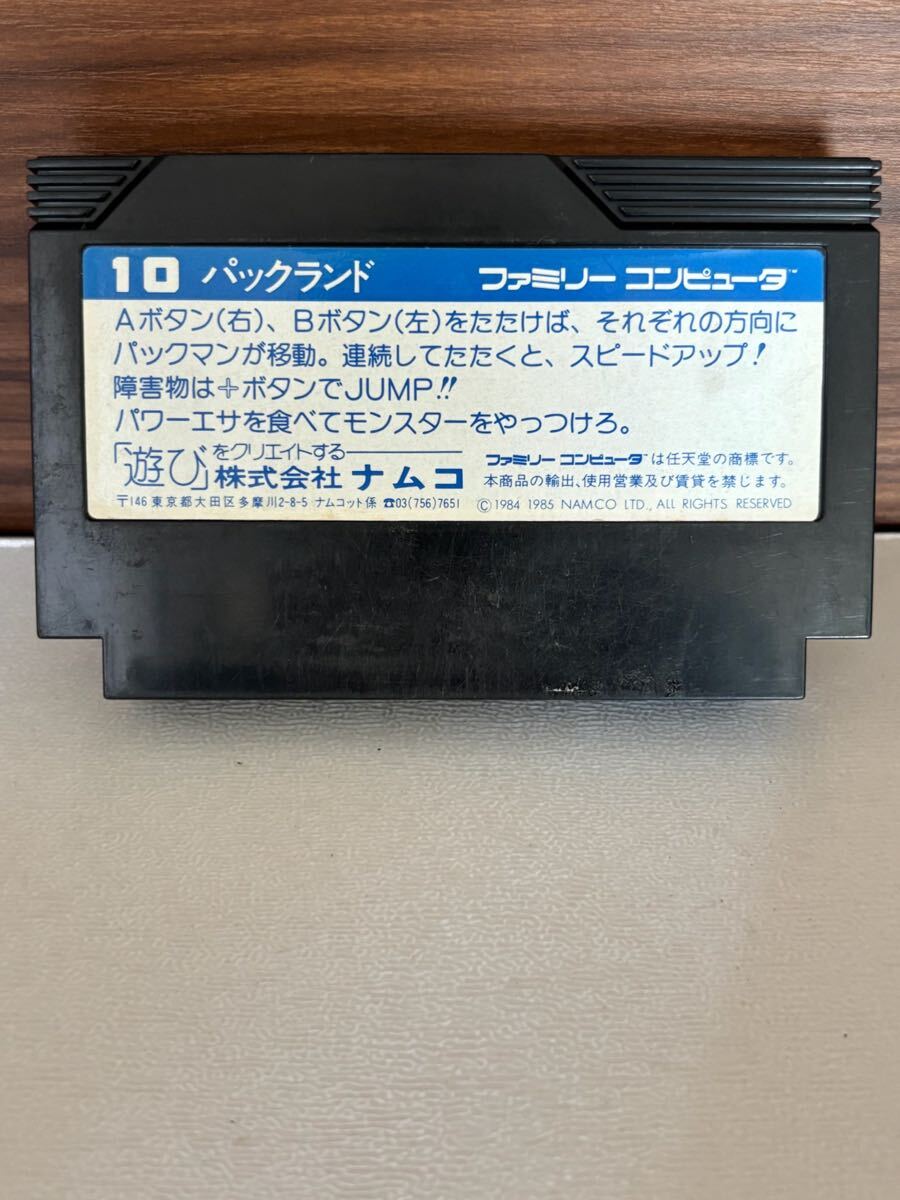 10 パックランド ファミリー コンピュータ™
Aボタン(右)、Bボタン(左)をたたけば、それぞれの方向に
パックマンが移動。連続してたたくと、スピードアップ!
障害物は+ボタンでJUMP!!
パワーエサを食べてモンスターをやっつけろ。
「遊び」をクリエイトする
株式会社 ナムコ
〒146 東京都大田区多摩川2-8-5 ナムコット係 ☎03(756)7651
ファミリー コンピュータ は任天堂の商標です。
本商品の輸出、使用営業及び賃貸を禁じます。
©1984 1985 NAMCO LTD., ALL RIGHTS RESERVED